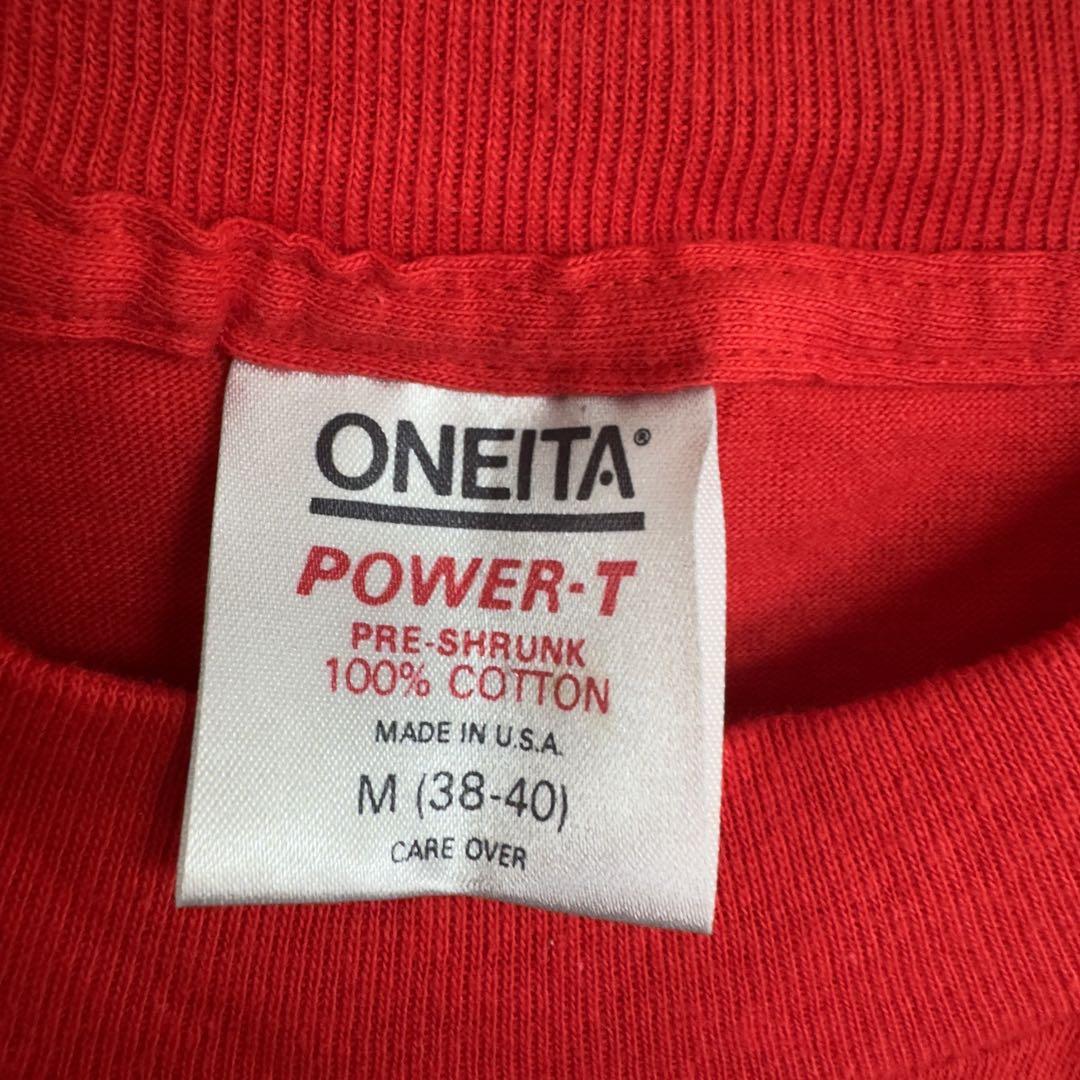 ONEITA®
POWER-T
PRE-SHRUNK
100% COTTON
MADE IN U.S.A.
M (38-40)
CARE OVER